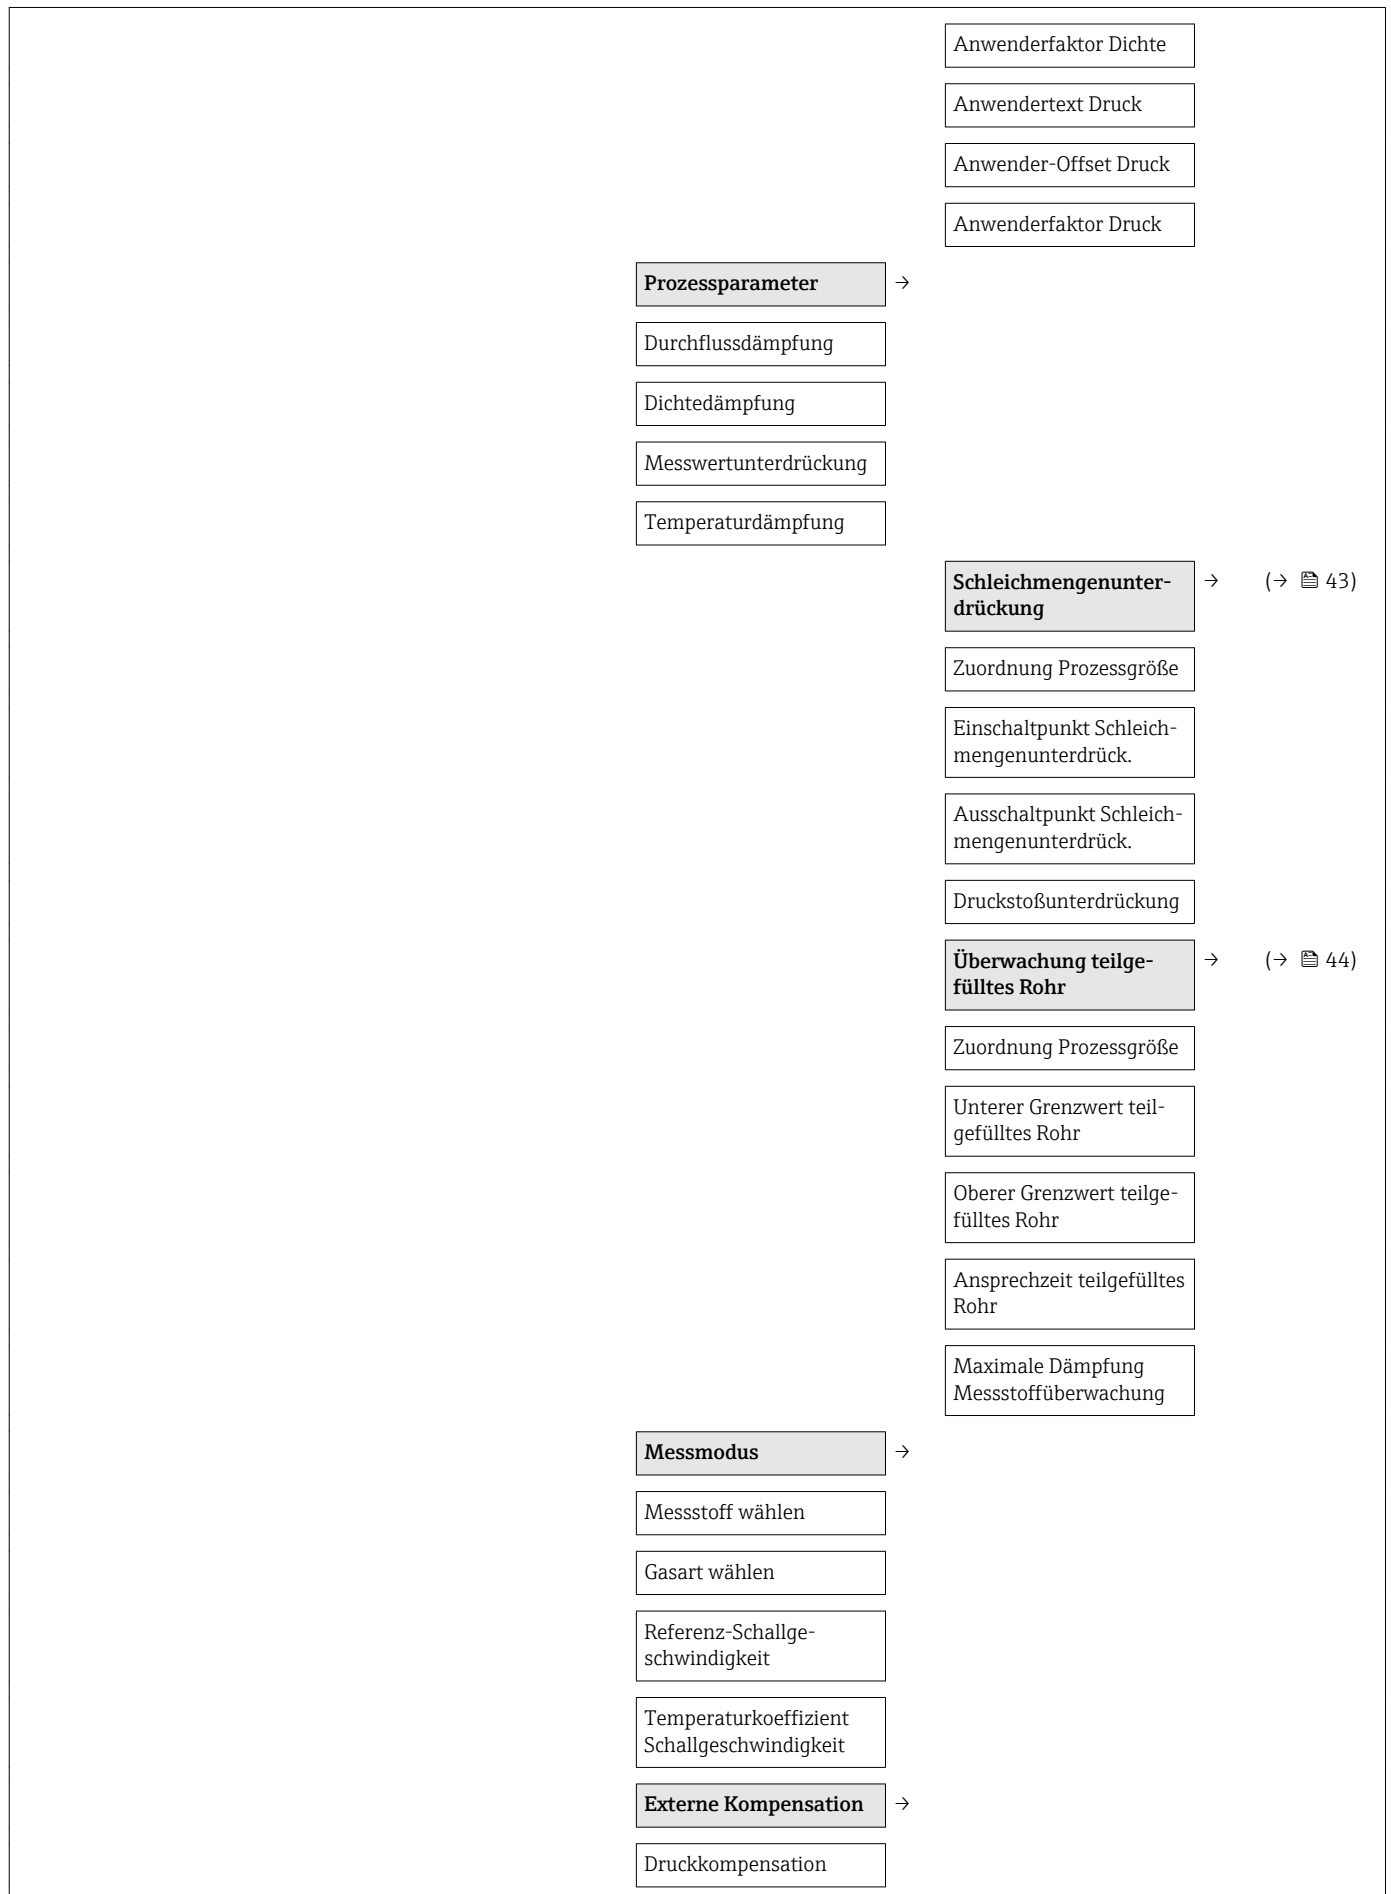 Anwenderfaktor Dichte
Anwendertext Druck
Anwender-Offset Druck
Anwenderfaktor Druck
Prozessparameter →
Durchflussdämpfung
Dichtedämpfung
Messwertunterdrückung
Temperaturdämpfung
Schleichmengenunter- → (→ 43)
drückung
Zuordnung Prozessgröße
Einschaltpunkt Schleich-
mengenunterdrück.
Ausschaltpunkt Schleich-
mengenunterdrück.
Druckstoßunterdrückung
Überwachung teilge- → (→ 44)
fülltes Rohr
Zuordnung Prozessgröße
Unterer Grenzwert teil-
gefülltes Rohr
Oberer Grenzwert teilge-
fülltes Rohr
Ansprechzeit teilgefülltes
Rohr
Maximale Dämpfung
Messstoffüberwachung
Messmodus →
Messstoff wählen
Gasart wählen
Referenz-Schallge-
schwindigkeit
Temperaturkoeffizient
Schallgeschwindigkeit
Externe Kompensation →
Druckkompensation